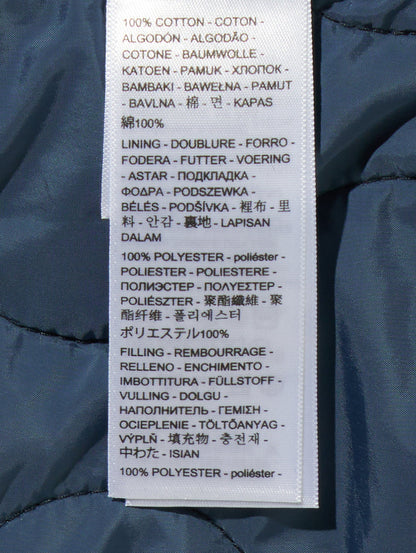 100% COTTON - COTON -
ALGODÓN - ALGODÃO -
COTONE - BAUMWOLLE -
KATOEN - PAMUK - ХЛОПОК -
BAMBAKI - BAWEŁNA - PAMUT
- BAVLNA - 棉 - 면 - KAPAS
綿100%
LINING - DOUBLURE - FORRO -
FODERA - FUTTER - VOERING
- ASTAR - ПОДКЛАДКА -
ΦΟΔΡΑ - PODSZEWKA -
BÉLÉS - PODŠÍVKA - 裡布 - 里
料 - 안감 - 裏地 - LAPISAN
DALAM
100% POLYESTER - poliéster -
POLIESTER - POLIESTERE -
ПОЛИЭСТЕР - ΠΟΛΥΕΣΤΕΡ -
POLIÉSZTER - 聚酯纖維 - 聚
酯纤维 - 폴리에스터
ポリエステル100%
FILLING - REMBOURRAGE -
RELLENO - ENCHIMENTO -
IMBOTTITURA - FÜLLSTOFF -
VULLING - DOLGU -
НАПОЛНИТЕЛЬ - ΓΕΜΙΣΗ -
OCIEPLENIE - TÖLTŐANYAG -
VÝPLŇ - 填充物 - 충전재 -
中わた - ISIAN
100% POLYESTER - poliéster -